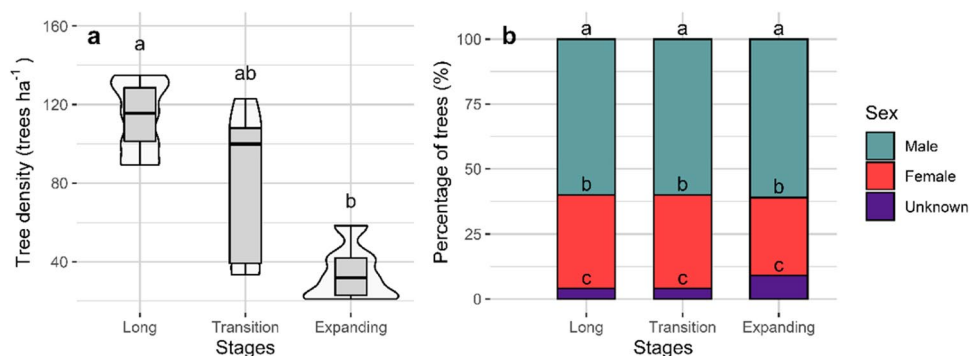 a
Tree density (trees ha⁻¹)
160
120
80
40
a
ab
b
Long
Transition
Expanding
Stages
b
Percentage of trees (%)
100
75
50
25
0
a
a
a
b
b
b
c
c
c
Long
Transition
Expanding
Stages
Sex
Male
Female
Unknown